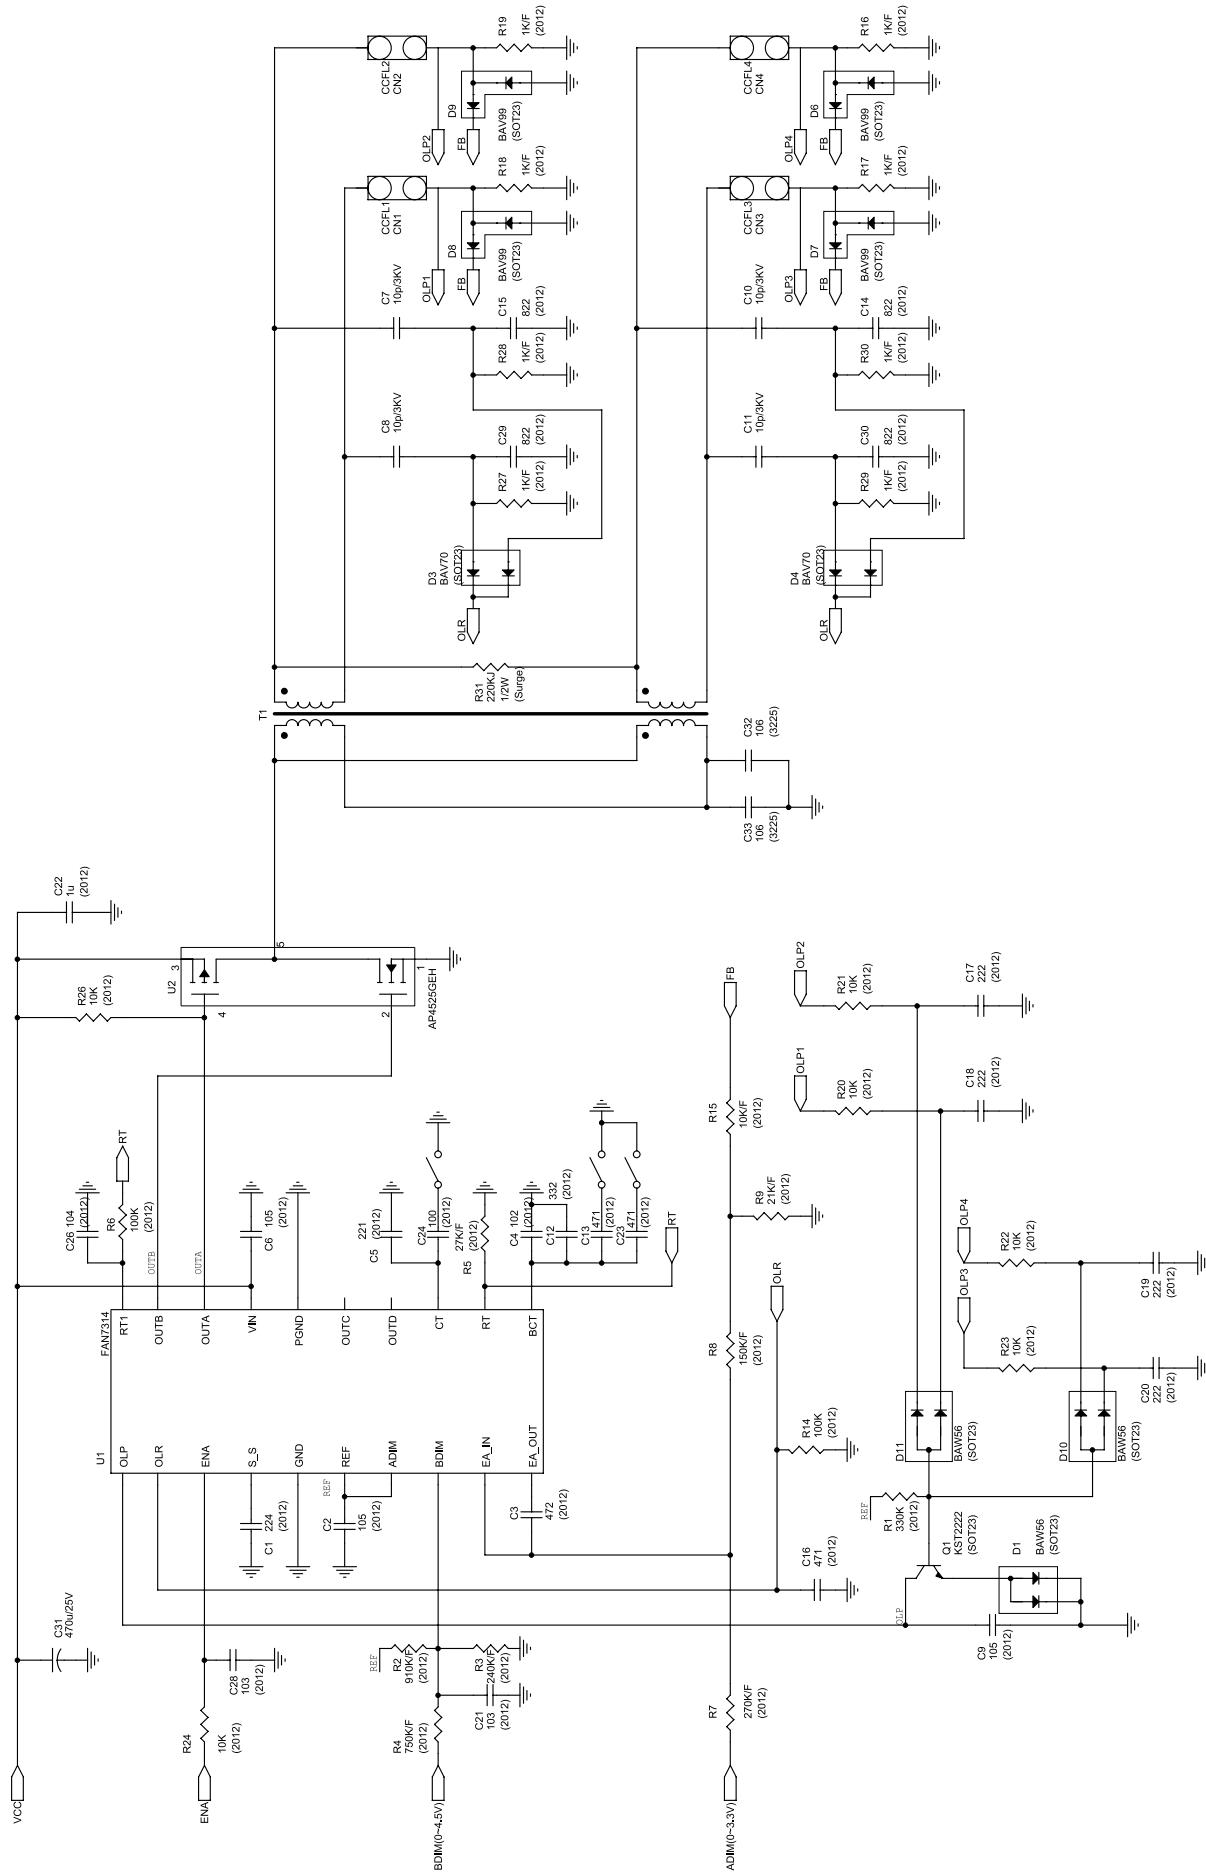 VCC
C31
470u/25V
ENA
R24
10K
(2012)
C28
103
(2012)
BDIM(0~4.5V)
R4
750K/F
(2012)
C21
103
(2012)
REF
R2
910K/F
(2012)
R3
240K/F
(2012)
ADIM(0~3.3V)
R7
270K/F
(2012)
U1
FAN7314
OLP
OLR
ENA
S_S
GND
REF
ADIM
BDIM
EA_IN
EA_OUT
RT1
OUTB
OUTA
VIN
PGND
OUTC
OUTD
CT
RT
BCT
C1
224
(2012)
REF
C2
105
(2012)
C3
472
(2012)
C26
104
(2012)
R6
100K
(2012)
RT
OUTB
OUTA
C6
105
(2012)
C5
221
(2012)
C24
100
(2012)
R5
27K/F
(2012)
C4
102
(2012)
C12
332
(2012)
C13
471
(2012)
C23
471
(2012)
RT
R26
10K
(2012)
C22
1u
(2012)
U2
3
4
5
2
1
AP4525GEH
R8
150K/F
(2012)
R9
21K/F
(2012)
R15
10K/F
(2012)
FB
OLR
R14
100K
(2012)
C16
471
(2012)
OLP
C9
105
(2012)
D1
BAW56
(SOT23)
Q1
KST2222
(SOT23)
REF
R1
330K
(2012)
D11
BAW56
(SOT23)
D10
BAW56
(SOT23)
OLP1
R20
10K
(2012)
C18
222
(2012)
OLP2
R21
10K
(2012)
C17
222
(2012)
OLP3
R23
10K
(2012)
C20
222
(2012)
OLP4
R22
10K
(2012)
C19
222
(2012)
T1
C33
106
(3225)
C32
106
(3225)
R31
220KJ
1/2W
(Surge)
OLR
D3
BAV70
(SOT23)
R27
1K/F
(2012)
C29
822
(2012)
C8
10p/3KV
R28
1K/F
(2012)
C15
822
(2012)
C7
10p/3KV
OLP1
FB
D8
BAV99
(SOT23)
CCFL1
CN1
R18
1K/F
(2012)
OLP2
FB
D9
BAV99
(SOT23)
CCFL2
CN2
R19
1K/F
(2012)
OLR
D4
BAV70
(SOT23)
R29
1K/F
(2012)
C30
822
(2012)
C11
10p/3KV
R30
1K/F
(2012)
C14
822
(2012)
C10
10p/3KV
OLP3
FB
D7
BAV99
(SOT23)
CCFL3
CN3
R17
1K/F
(2012)
OLP4
FB
D6
BAV99
(SOT23)
CCFL4
CN4
R16
1K/F
(2012)